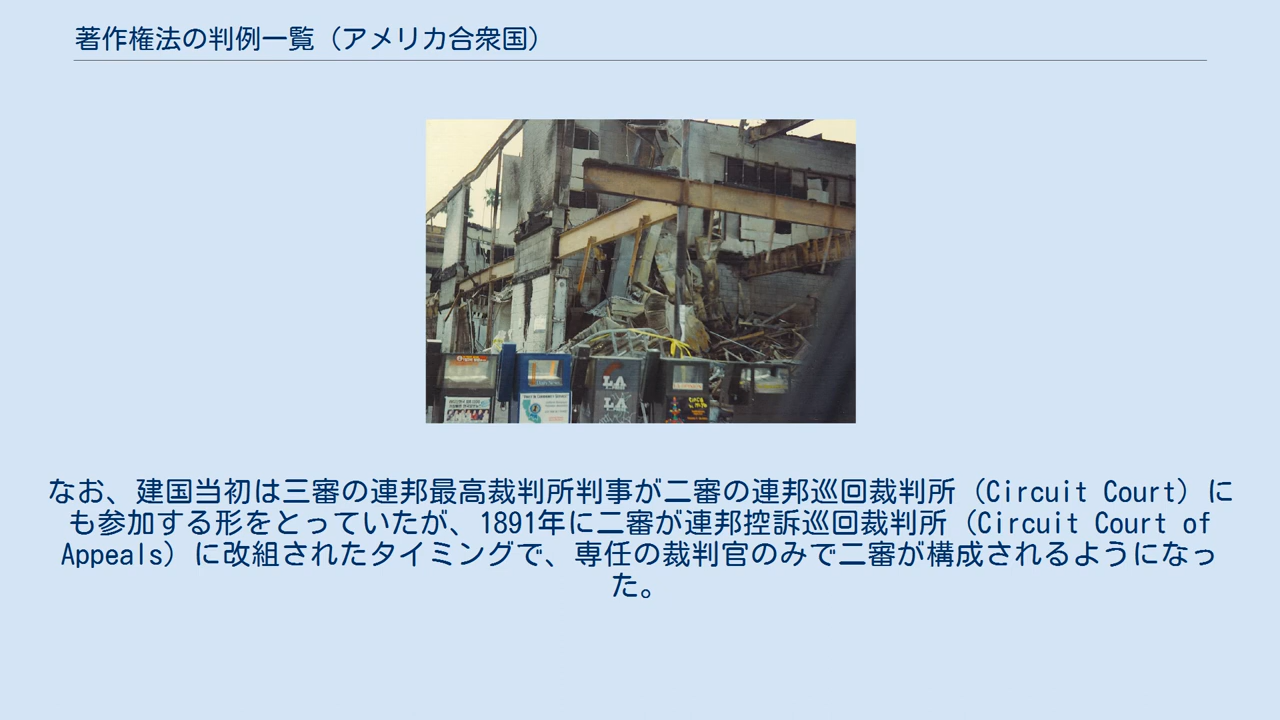 著作権法の判例一覧（アメリカ合衆国）
LA
LA
なお、建国当初は三審の連邦最高裁判所判事が二審の連邦巡回裁判所（Circuit Court）に
も参加する形をとっていたが、1891年に二審が連邦控訴巡回裁判所（Circuit Court of
Appeals）に改組されたタイミングで、専任の裁判官のみで二審が構成されるようになっ
た。